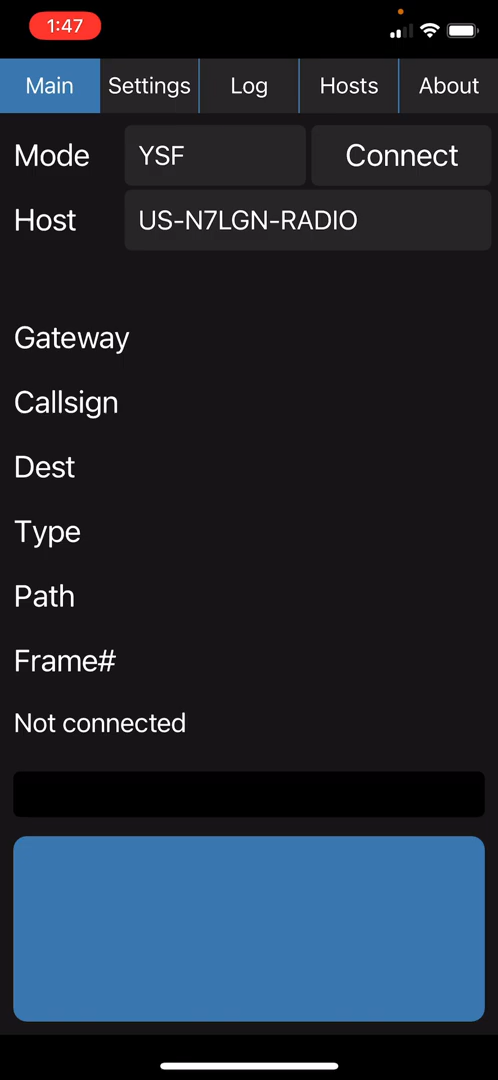 1:47
Main Settings Log Hosts About
Mode YSF Connect
Host US-N7LGN-RADIO
Gateway
Callsign
Dest
Type
Path
Frame#
Not connected